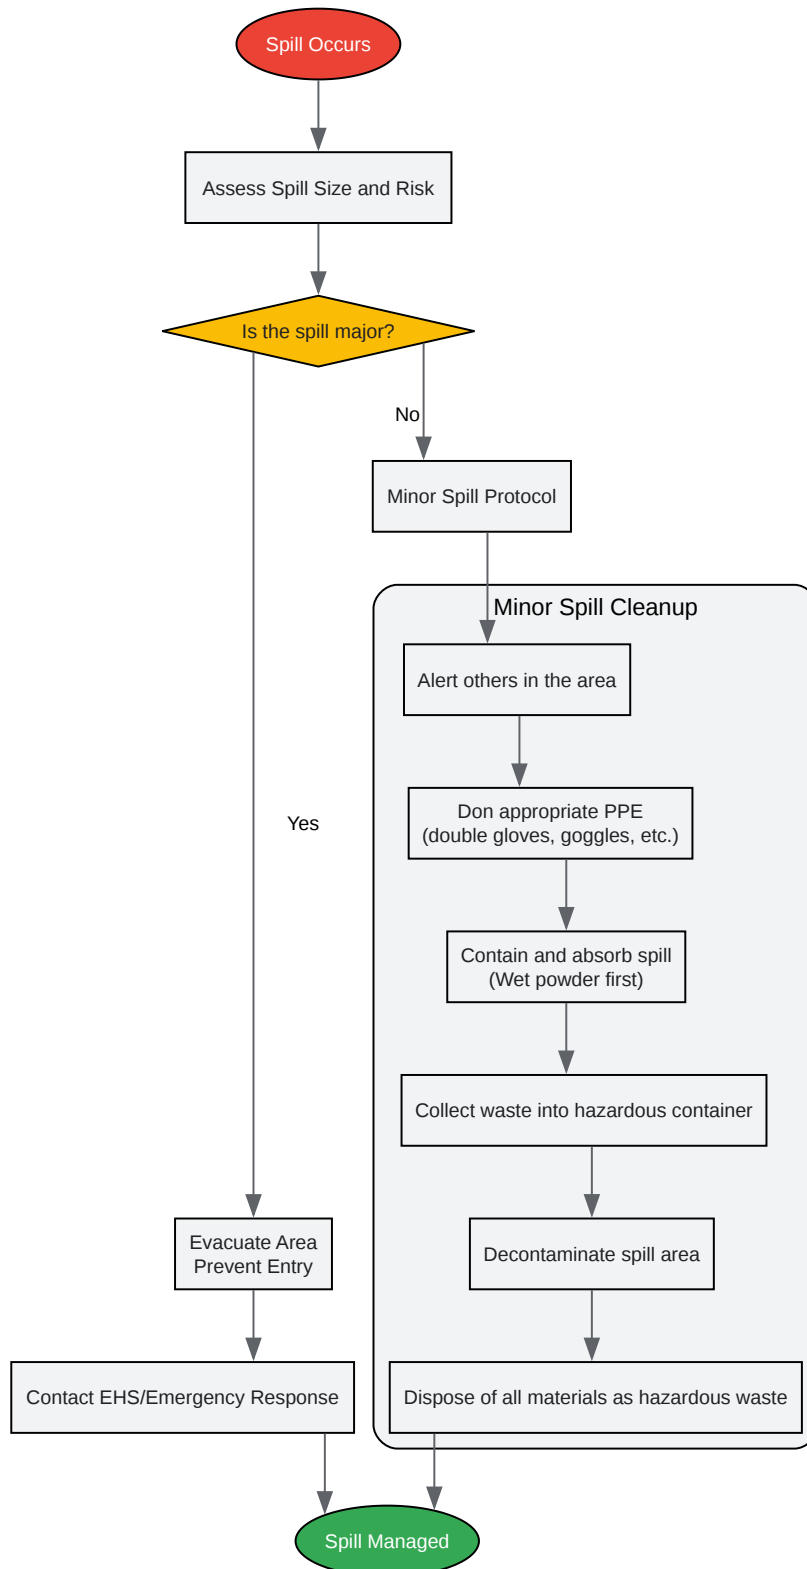 Spill Occurs
Assess Spill Size and Risk
Is the spill major?
No
Minor Spill Protocol
Minor Spill Cleanup
Alert others in the area
Don appropriate PPE
(double gloves, goggles, etc.)
Yes
Contain and absorb spill
(Wet powder first)
Collect waste into hazardous container
Evacuate Area
Prevent Entry
Decontaminate spill area
Contact EHS/Emergency Response
Dispose of all materials as hazardous waste
Spill Managed